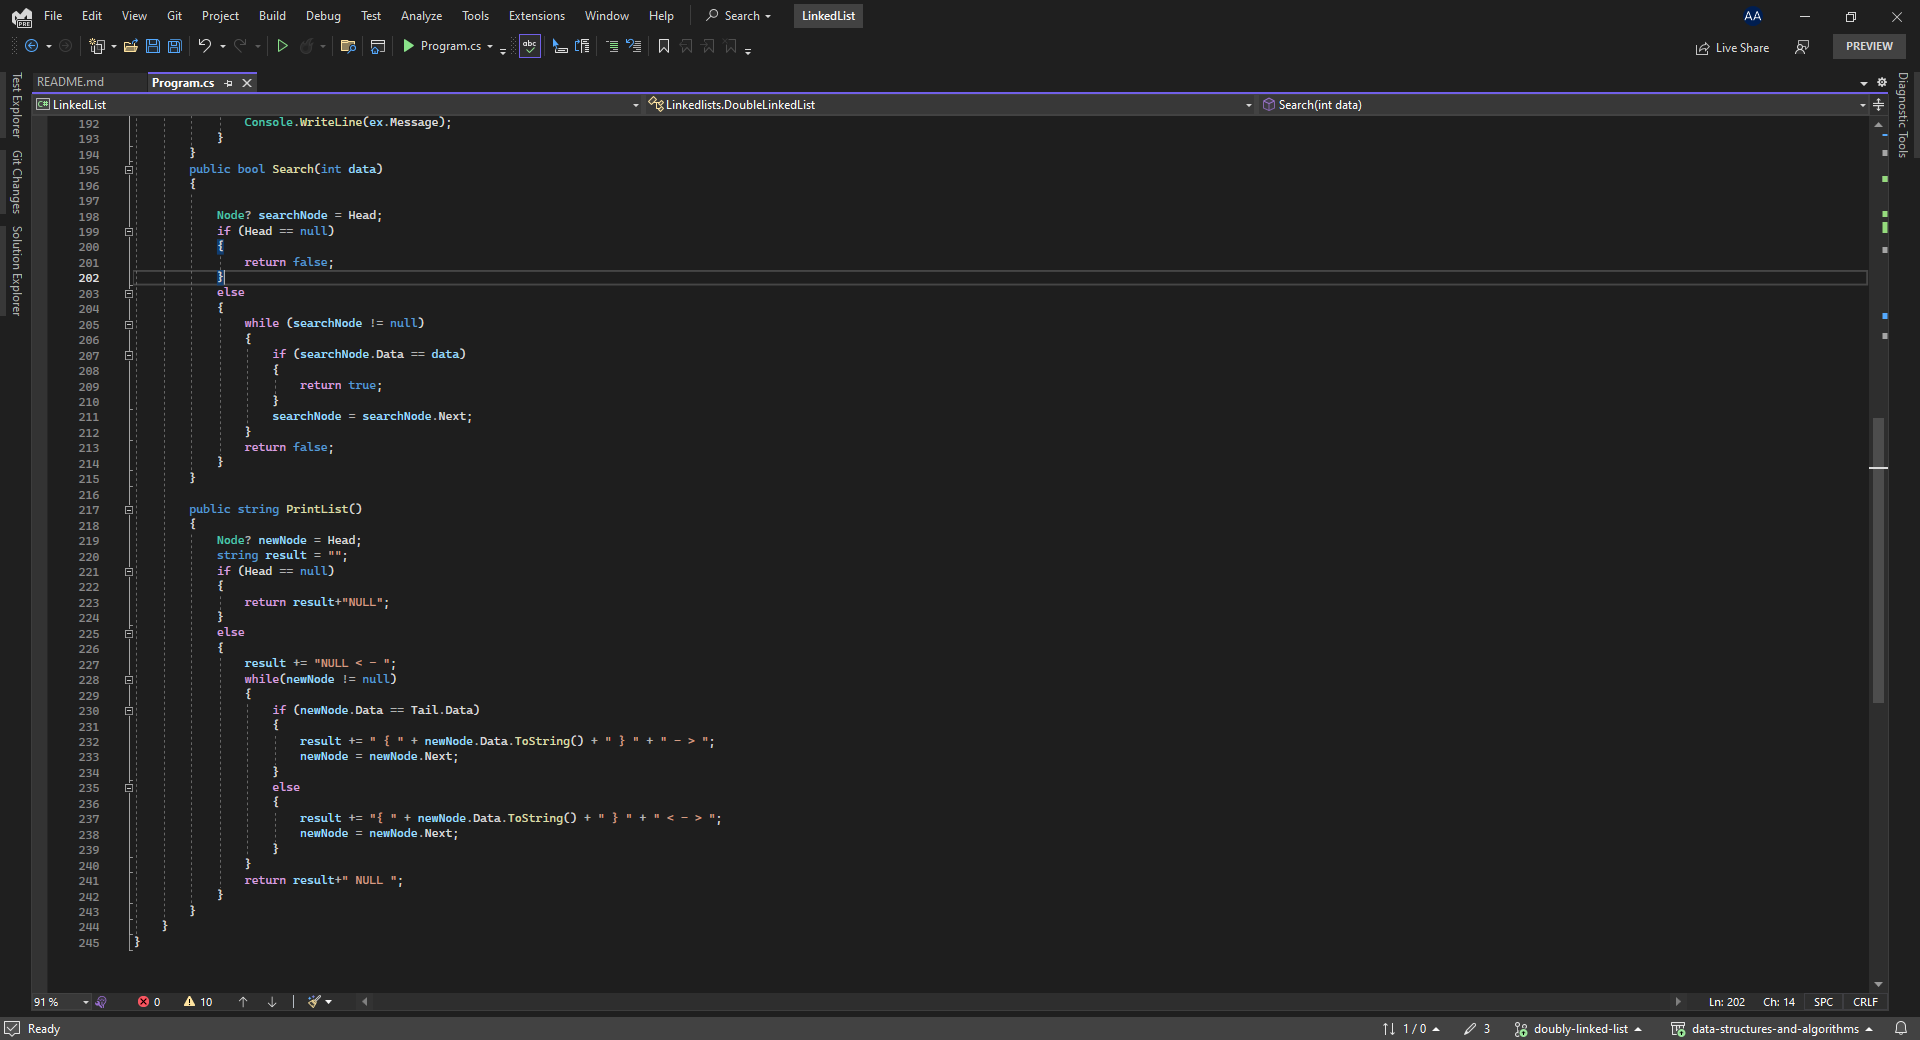 File Edit View Git Project Build Debug Test Analyze Tools Extensions Window Help Search LinkedList AA
Program.cs abc Live Share PREVIEW
README.md Program.cs
LinkedList Linkedlists.DoubleLinkedList Search(int data)
Test Explorer
Git Changes
Solution Explorer
Diagnostic Tools
192 Console.WriteLine(ex.Message);
193 }
194 }
195 public bool Search(int data)
196 {
197
198 Node? searchNode = Head;
199 if (Head == null)
200 {
201 return false;
202 }
203 else
204 {
205 while (searchNode != null)
206 {
207 if (searchNode.Data == data)
208 {
209 return true;
210 }
211 searchNode = searchNode.Next;
212 }
213 return false;
214 }
215 }
216
217 public string PrintList()
218 {
219 Node? newNode = Head;
220 string result = "";
221 if (Head == null)
222 {
223 return result+"NULL";
224 }
225 else
226 {
227 result += "NULL < - ";
228 while(newNode != null)
229 {
230 if (newNode.Data == Tail.Data)
231 {
232 result += " { " + newNode.Data.ToString() + " } " + " - > ";
233 newNode = newNode.Next;
234 }
235 else
236 {
237 result += "{ " + newNode.Data.ToString() + " } " + " < - > ";
238 newNode = newNode.Next;
239 }
240 }
241 return result+" NULL ";
242 }
243 }
244 }
245 }
91 % 0 10 Ln: 202 Ch: 14 SPC CRLF
Ready 1 / 0 3 doubly-linked-list data-structures-and-algorithms